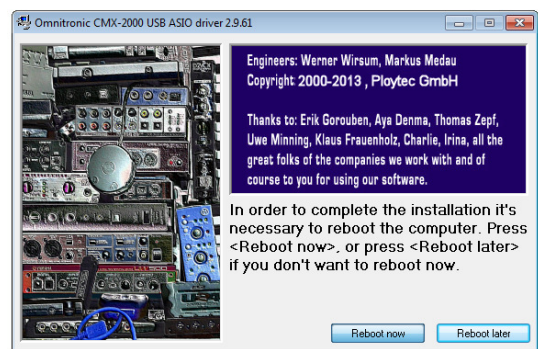 Omnitronic CMX-2000 USB ASIO driver 2.9.61
Engineers: Werner Wirsum, Markus Medau
Copyright 2000-2013 , Ploytec GmbH
Thanks to: Erik Gorouben, Aya Denma, Thomas Zepf,
Uwe Minning, Klaus Frauenholz, Charlie, Irina, all the
great folks of the companies we work with and of
course to you for using our software.
In order to complete the installation it's
necessary to reboot the computer. Press
<Reboot now>, or press <Reboot later>
if you don't want to reboot now.
Reboot now
Reboot later